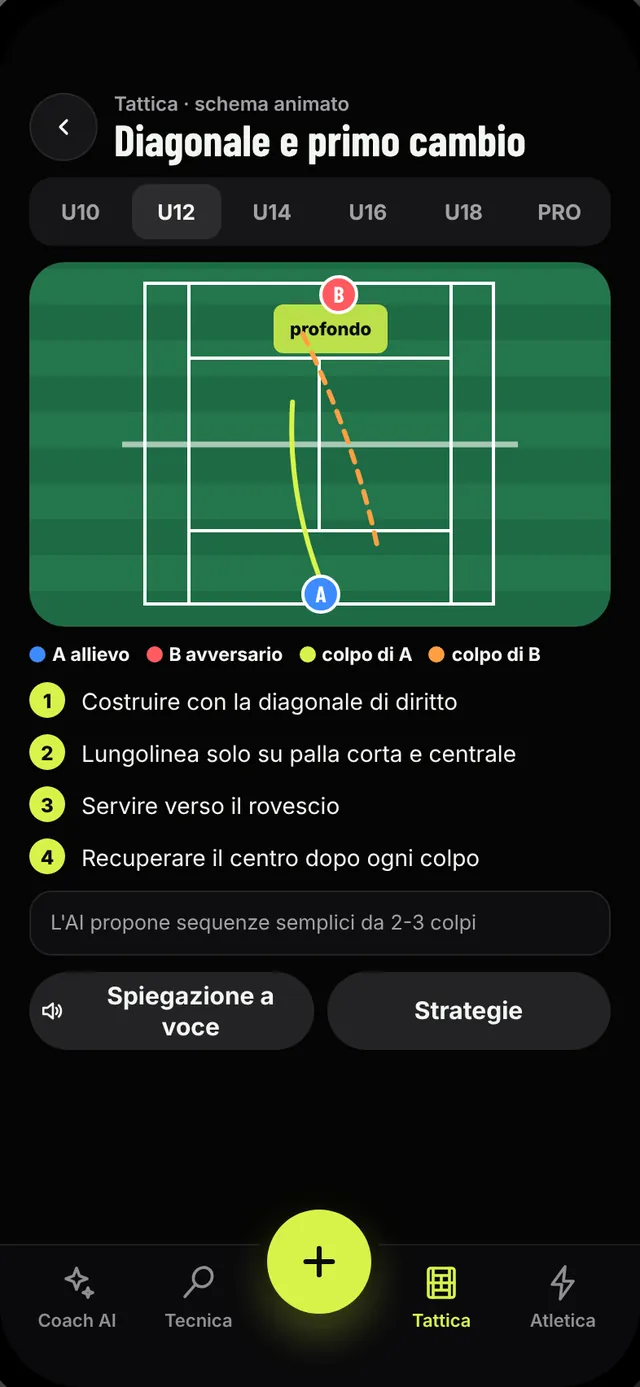 Tattica · schema animato
Diagonale e primo cambio
U10 U12 U14 U16 U18 PRO
B
profondo
A
A allievo B avversario colpo di A colpo di B
1 Costruire con la diagonale di diritto
2 Lungolinea solo su palla corta e centrale
3 Servire verso il rovescio
4 Recuperare il centro dopo ogni colpo
L'AI propone sequenze semplici da 2-3 colpi
Spiegazione a
voce
Strategie
Coach AI Tecnica Tattica Atletica